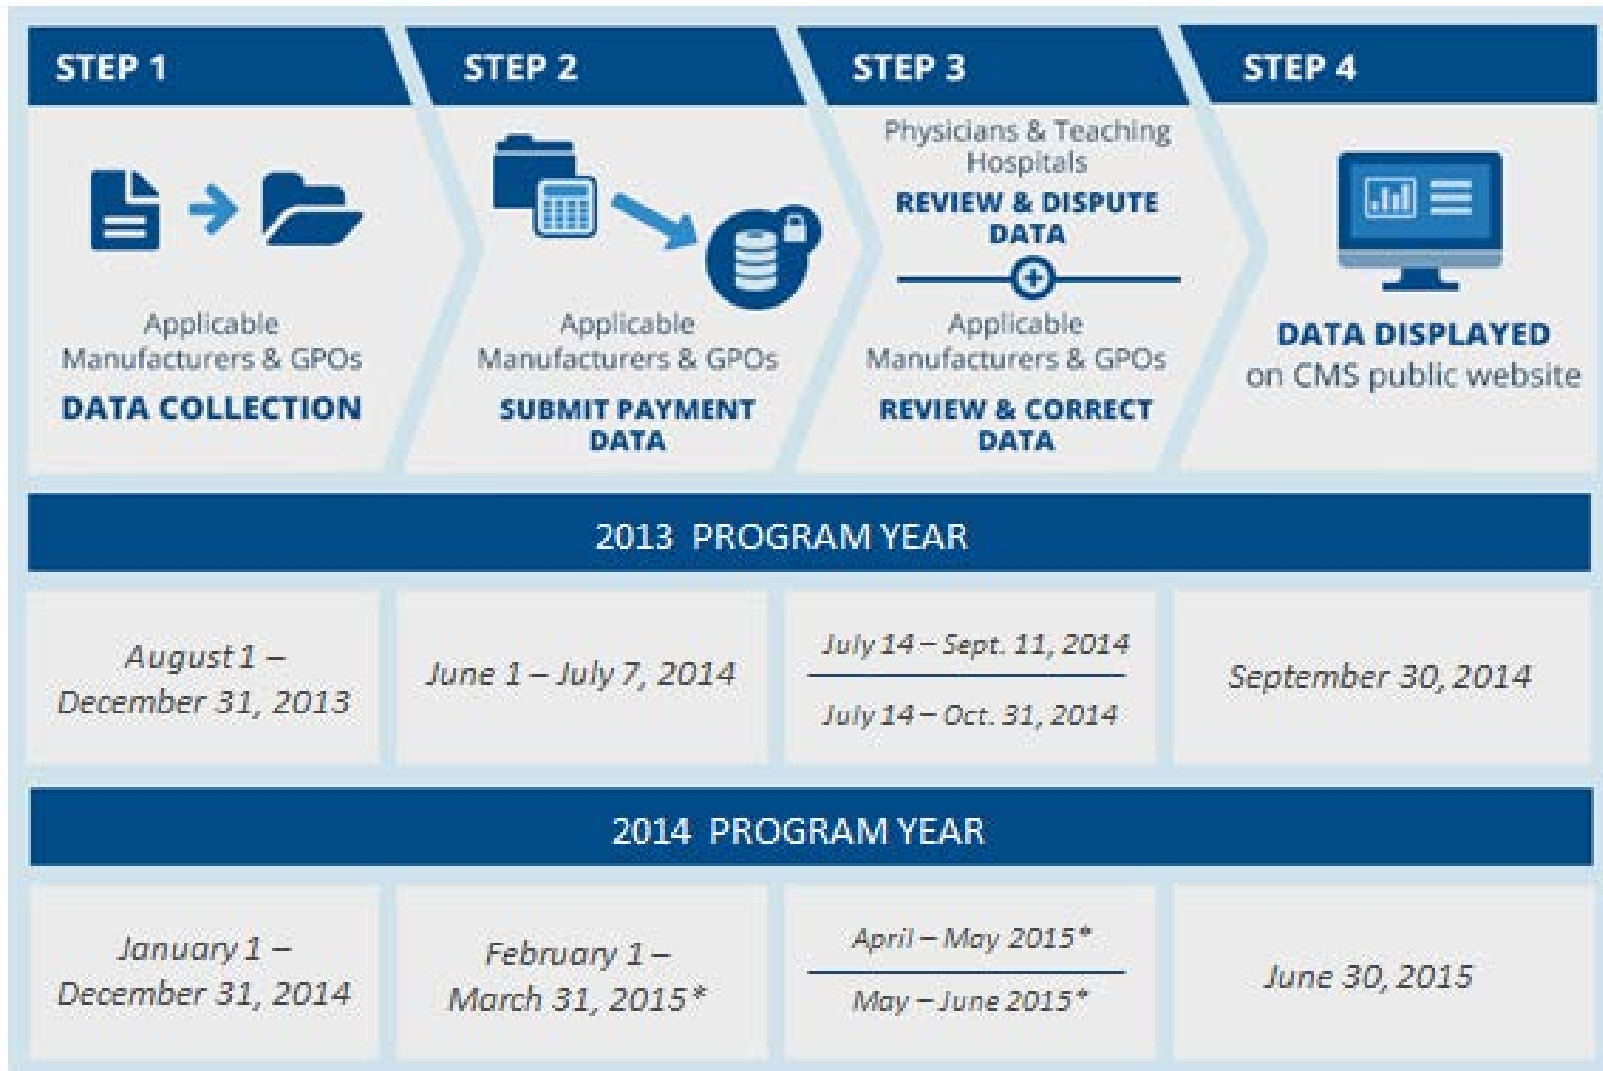 STEP 1
STEP 2
STEP 3
STEP 4
Applicable
Manufacturers & GPOs
DATA COLLECTION
Applicable
Manufacturers & GPOs
SUBMIT PAYMENT
DATA
Physicians & Teaching
Hospitals
REVIEW & DISPUTE
DATA
Applicable
Manufacturers & GPOs
REVIEW & CORRECT
DATA
DATA DISPLAYED
on CMS public website
2013 PROGRAM YEAR
August 1 –
December 31, 2013
June 1 – July 7, 2014
July 14 – Sept. 11, 2014
July 14 – Oct. 31, 2014
September 30, 2014
2014 PROGRAM YEAR
January 1 –
December 31, 2014
February 1 –
March 31, 2015*
April – May 2015*
May – June 2015*
June 30, 2015